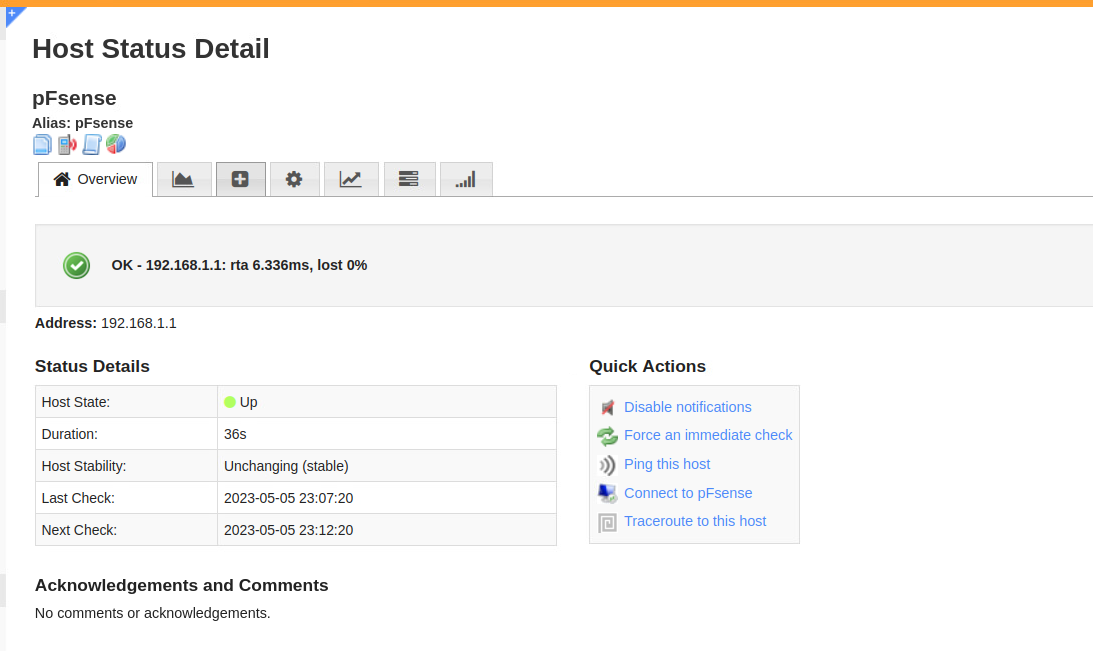 Host Status Detail
pFsense
Alias: pFsense
Overview
OK - 192.168.1.1: rta 6.336ms, lost 0%
Address: 192.168.1.1
Status Details
Host State: Up
Duration: 36s
Host Stability: Unchanging (stable)
Last Check: 2023-05-05 23:07:20
Next Check: 2023-05-05 23:12:20
Quick Actions
Disable notifications
Force an immediate check
Ping this host
Connect to pFsense
Traceroute to this host
Acknowledgements and Comments
No comments or acknowledgements.